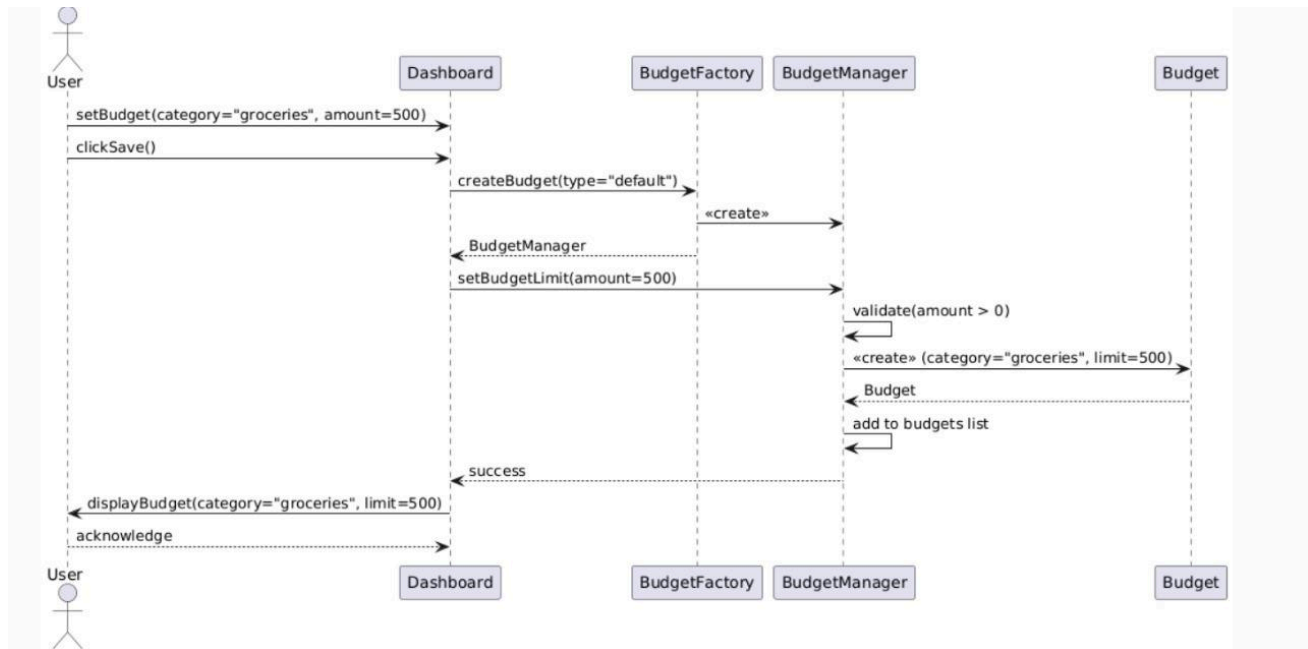 User
Dashboard
BudgetFactory
BudgetManager
Budget
setBudget(category="groceries", amount=500)
clickSave()
createBudget(type="default")
«create»
BudgetManager
setBudgetLimit(amount=500)
validate(amount > 0)
«create» (category="groceries", limit=500)
Budget
add to budgets list
success
displayBudget(category="groceries", limit=500)
acknowledge
User
Dashboard
BudgetFactory
BudgetManager
Budget